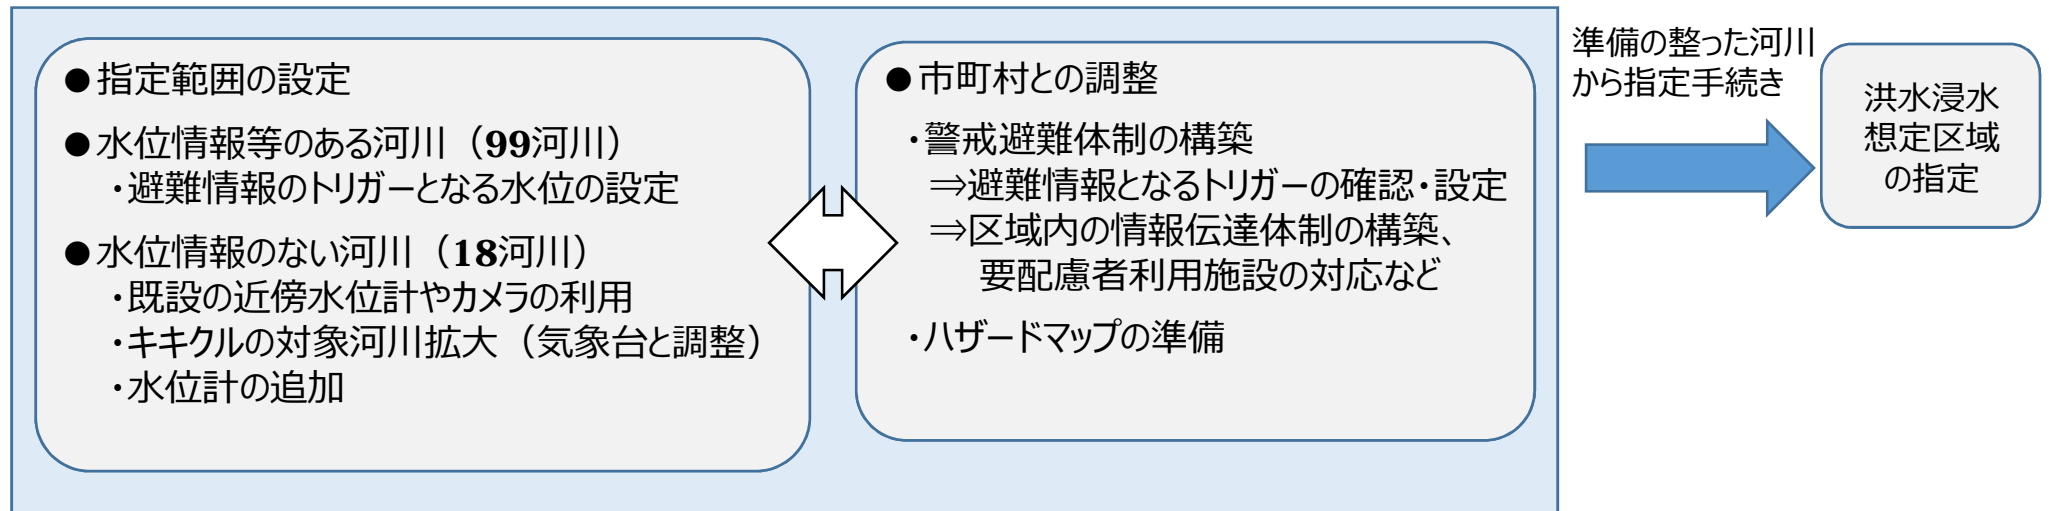 ●指定範囲の設定
●水位情報等のある河川（99河川）
・避難情報のトリガーとなる水位の設定
●水位情報のない河川（18河川）
・既設の近傍水位計やカメラの利用
・キキクルの対象河川拡大（気象台と調整）
・水位計の追加
●市町村との調整
・警戒避難体制の構築
⇒避難情報となるトリガーの確認・設定
⇒区域内の情報伝達体制の構築、
要配慮者利用施設の対応など
・ハザードマップの準備
準備の整った河川
から指定手続き
洪水浸水
想定区域
の指定